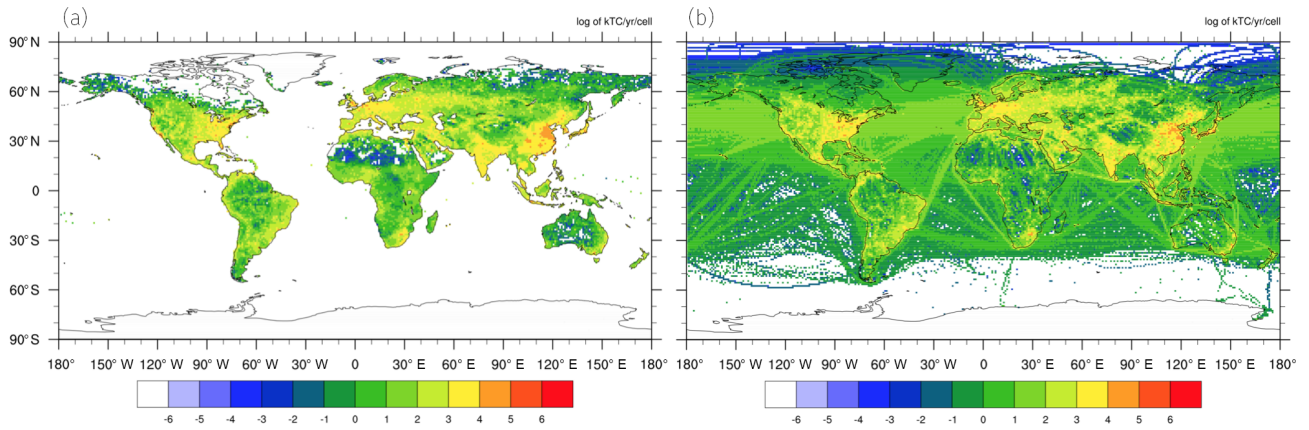 (a)
log of kTC/yr/cell
90° N
60° N
30° N
0
30° S
60° S
90° S
180° 150° W 120° W 90° W 60° W 30° W 0 30° E 60° E 90° E 120° E 150° E 180°
-6 -5 -4 -3 -2 -1 0 1 2 3 4 5 6
(b)
log of kTC/yr/cell
180° 150° W 120° W 90° W 60° W 30° W 0 30° E 60° E 90° E 120° E 150° E 180°
-6 -5 -4 -3 -2 -1 0 1 2 3 4 5 6